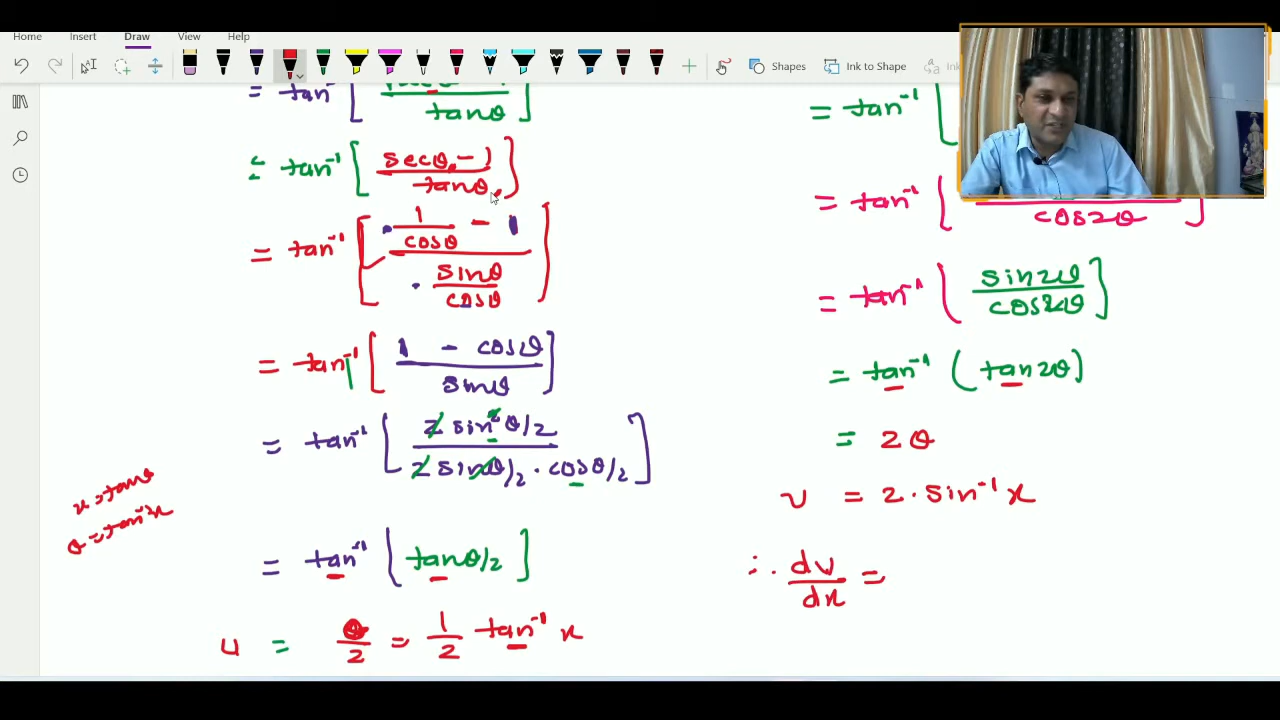 Home Insert Draw View Help
Shapes Ink to Shape
= tan⁻¹ [ / tanθ ]
= tan⁻¹ [ secθ - 1 / tanθ ]
= tan⁻¹ [ 1/cosθ - 1 / sinθ/cosθ ]
= tan⁻¹ [ 1 - cosθ / sinθ ]
= tan⁻¹ [ 2 sin² θ/2 / 2 sinθ/2 · cosθ/2 ]
x = tanθ
θ = tan⁻¹x
= tan⁻¹ [ tanθ/2 ]
u = θ/2 = 1/2 tan⁻¹ x
= tan⁻¹ [
= tan⁻¹ [ / cos2θ ]
= tan⁻¹ ( sin2θ / cos2θ ]
= tan⁻¹ (tan2θ)
= 2θ
v = 2 · sin⁻¹ x
∴ dv/dx =